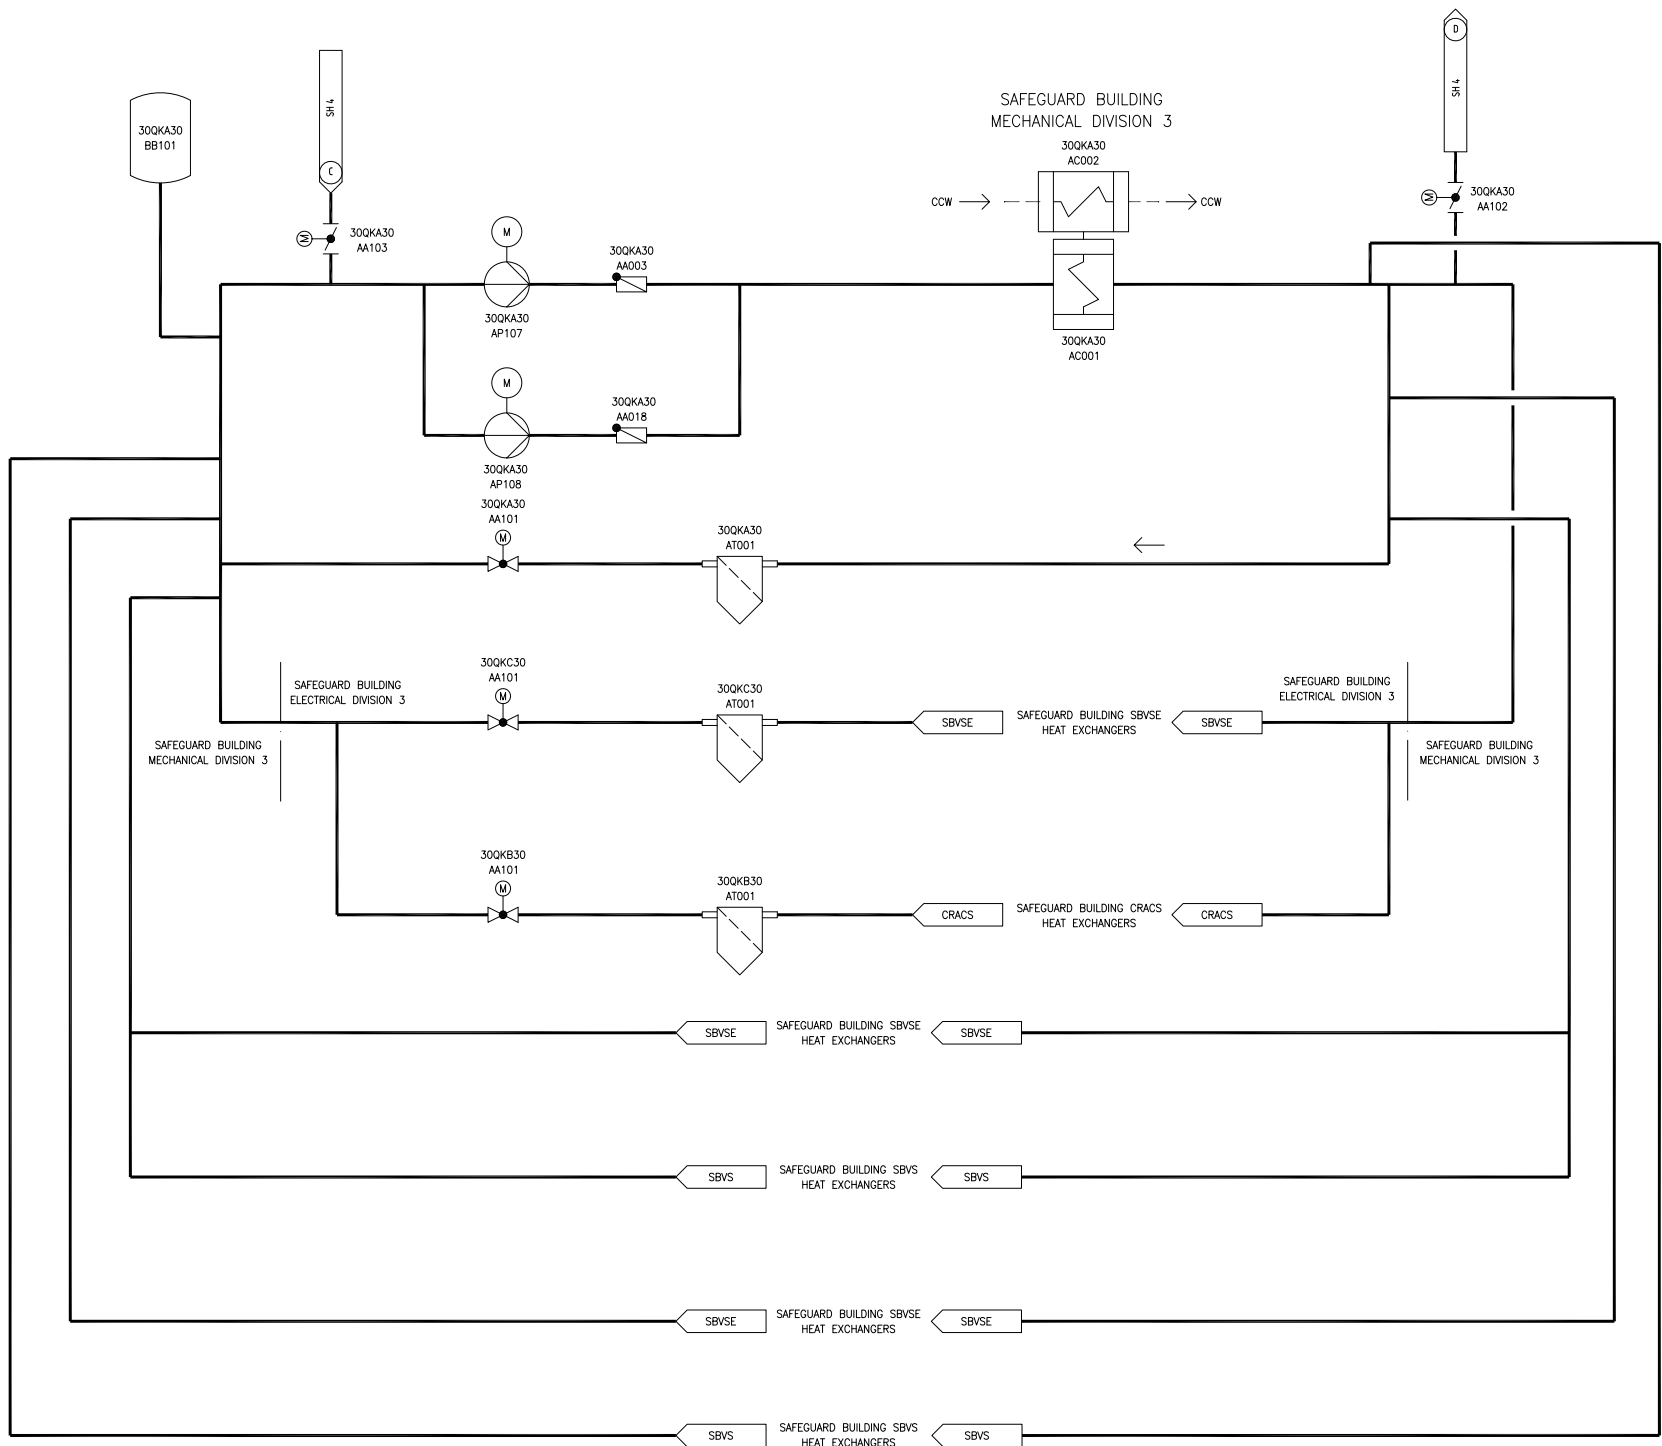 D
SH 4
SH 4
C
SAFEGUARD BUILDING
MECHANICAL DIVISION 3
30QKA30
BB101
30QKA30
AC002
CCW
CCW
M
30QKA30
AA102
M
30QKA30
AA103
M
30QKA30
AA003
30QKA30
AP107
30QKA30
AC001
M
30QKA30
AA018
30QKA30
AP108
30QKA30
AA101
M
30QKA30
AT001
30QKC30
AA101
M
30QKC30
AT001
SAFEGUARD BUILDING
ELECTRICAL DIVISION 3
SAFEGUARD BUILDING
ELECTRICAL DIVISION 3
SBVSE
SAFEGUARD BUILDING SBVSE
HEAT EXCHANGERS
SBVSE
SAFEGUARD BUILDING
MECHANICAL DIVISION 3
SAFEGUARD BUILDING
MECHANICAL DIVISION 3
30QKB30
AA101
M
30QKB30
AT001
CRACS
SAFEGUARD BUILDING CRACS
HEAT EXCHANGERS
CRACS
SBVSE
SAFEGUARD BUILDING SBVSE
HEAT EXCHANGERS
SBVSE
SBVS
SAFEGUARD BUILDING SBVS
HEAT EXCHANGERS
SBVS
SBVSE
SAFEGUARD BUILDING SBVSE
HEAT EXCHANGERS
SBVSE
SBVS
SAFEGUARD BUILDING SBVS
HEAT EXCHANGERS
SBVS